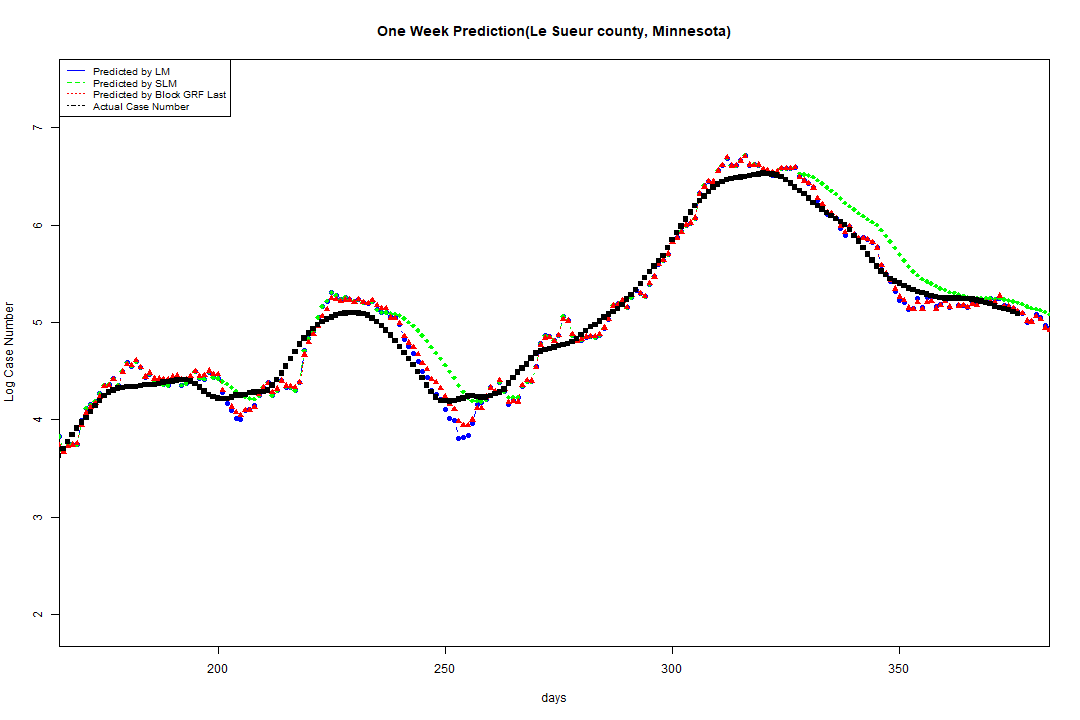 One Week Prediction(Le Sueur county, Minnesota)
Predicted by LM
Predicted by SLM
Predicted by Block GRF Last
Actual Case Number
7
6
5
4
3
2
Log Case Number
200
250
300
350
days